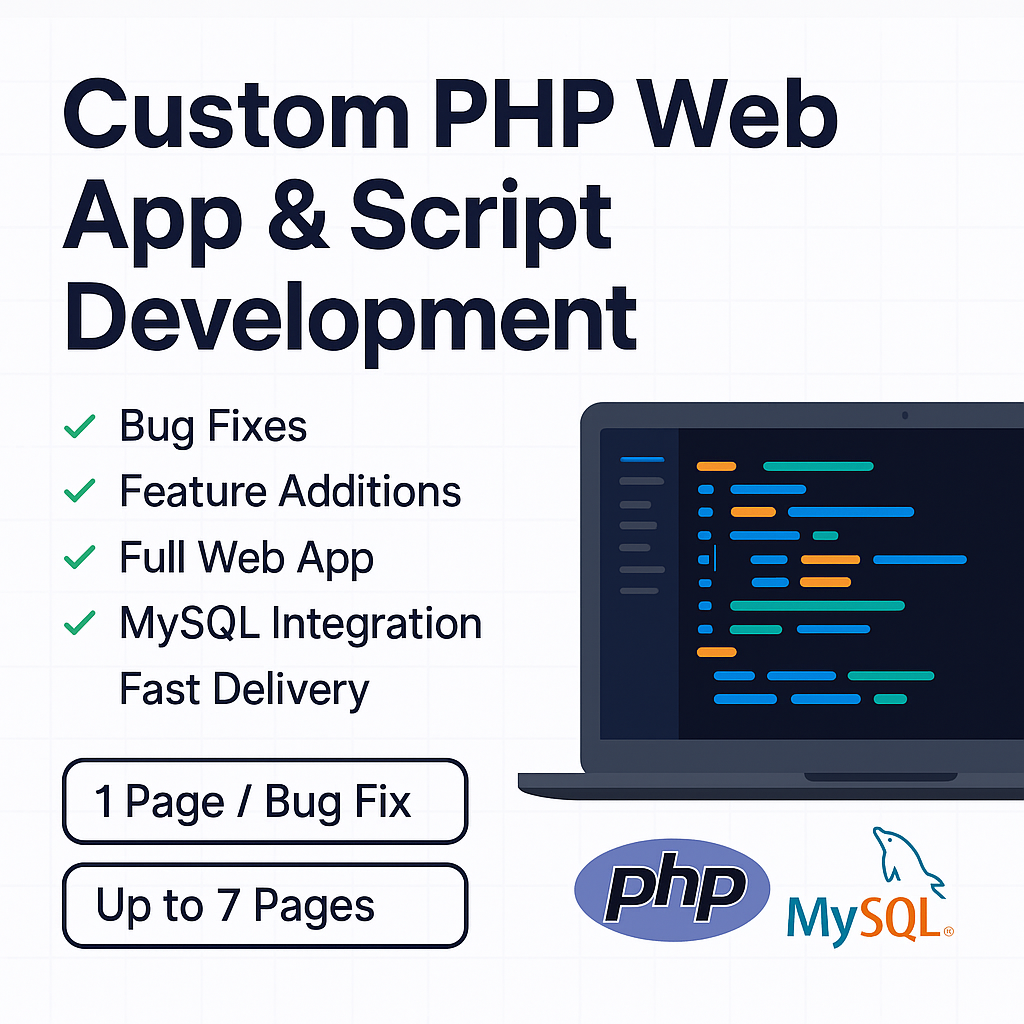 Custom PHP Web
App & Script
Development
Bug Fixes
Feature Additions
Full Web App
MySQL Integration
Fast Delivery
1 Page / Bug Fix
Up to 7 Pages
php
MySQL®